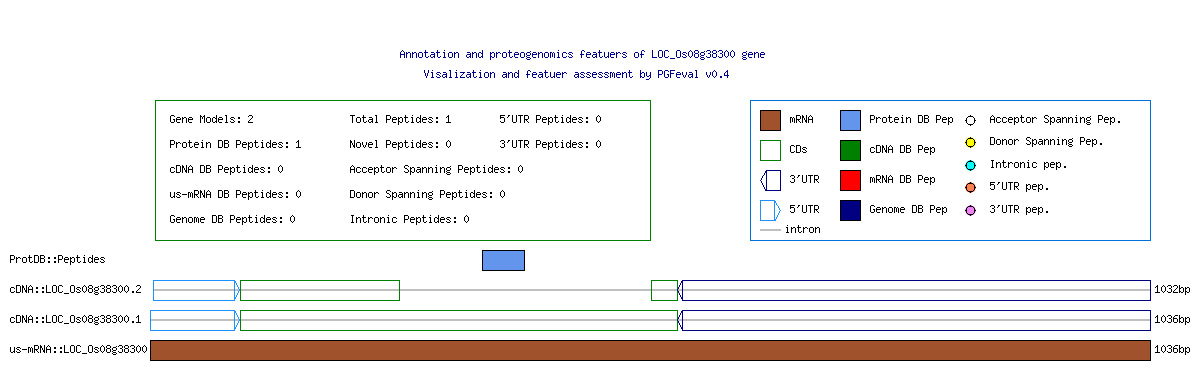 Annotation and proteogenomics featuers of LOC_Os08g38300 gene
Visalization and featuer assessment by PGFeval v0.4
Gene Models: 2 Total Peptides: 1 5'UTR Peptides: 0
Protein DB Peptides: 1 Novel Peptides: 0 3'UTR Peptides: 0
cDNA DB Peptides: 0 Acceptor Spanning Peptides: 0
us-mRNA DB Peptides: 0 Donor Spanning Peptides: 0
Genome DB Peptides: 0 Intronic Peptides: 0
mRNA Protein DB Pep Acceptor Spanning Pep.
CDs cDNA DB Pep Donor Spanning Pep.
Intronic pep.
3'UTR mRNA DB Pep 5'UTR pep.
5'UTR Genome DB Pep 3'UTR pep.
intron
ProtDB::Peptides
cDNA::LOC_Os08g38300.2 1032bp
cDNA::LOC_Os08g38300.1 1036bp
us-mRNA::LOC_Os08g38300 1036bp